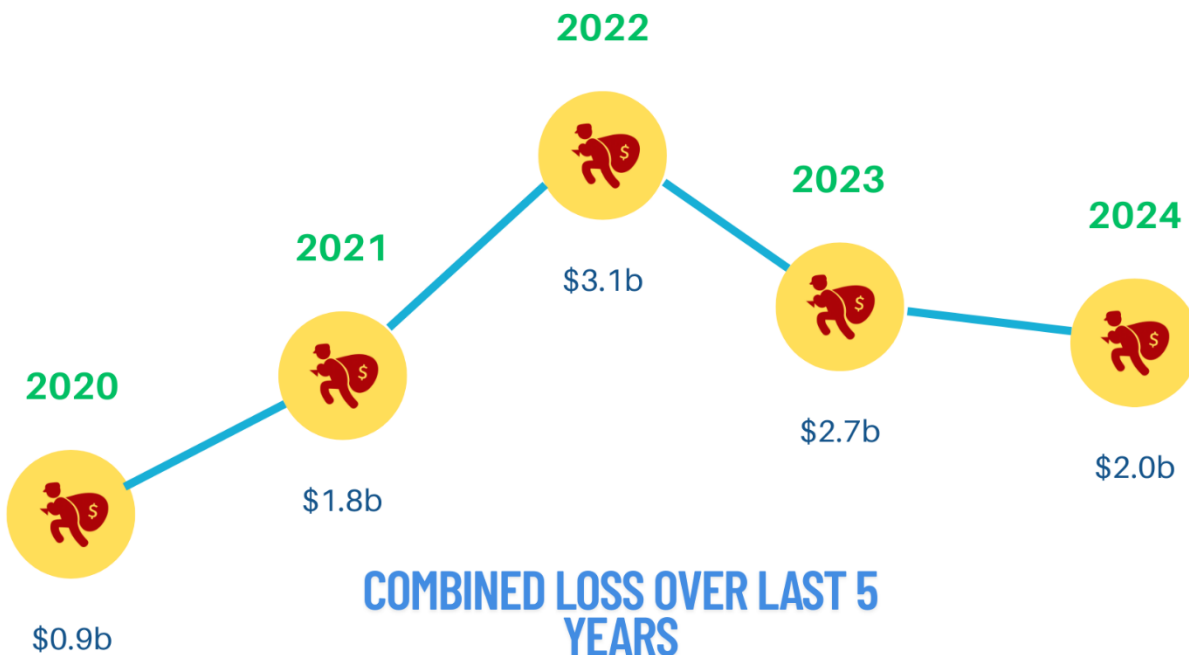 2020
$0.9b
2021
$1.8b
2022
$3.1b
2023
$2.7b
2024
$2.0b
$
$
$
$
$
COMBINED LOSS OVER LAST 5
YEARS